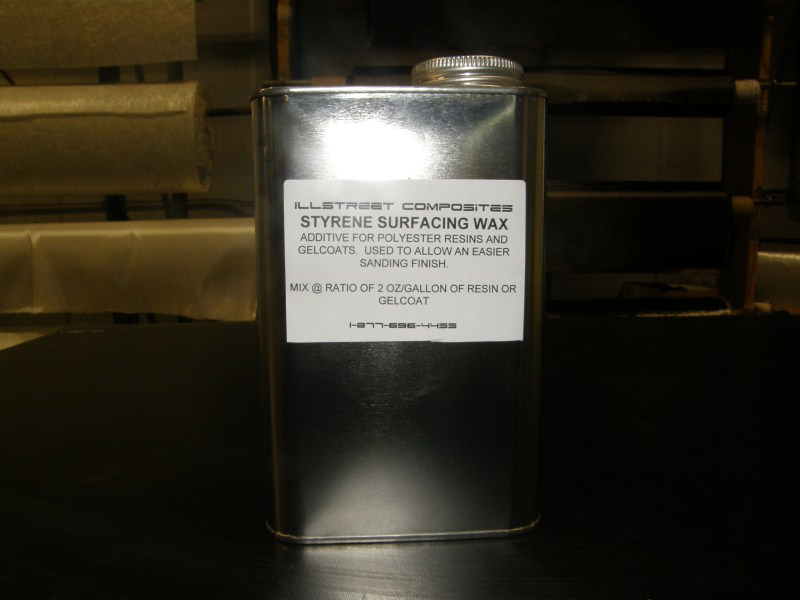 ILLSTREET COMPOSITES
STYRENE SURFACING WAX
ADDITIVE FOR POLYESTER RESINS AND
GELCOATS. USED TO ALLOW AN EASIER
SANDING FINISH.
MIX @ RATIO OF 2 OZ/GALLON OF RESIN OR
GELCOAT
1-877-696-4455